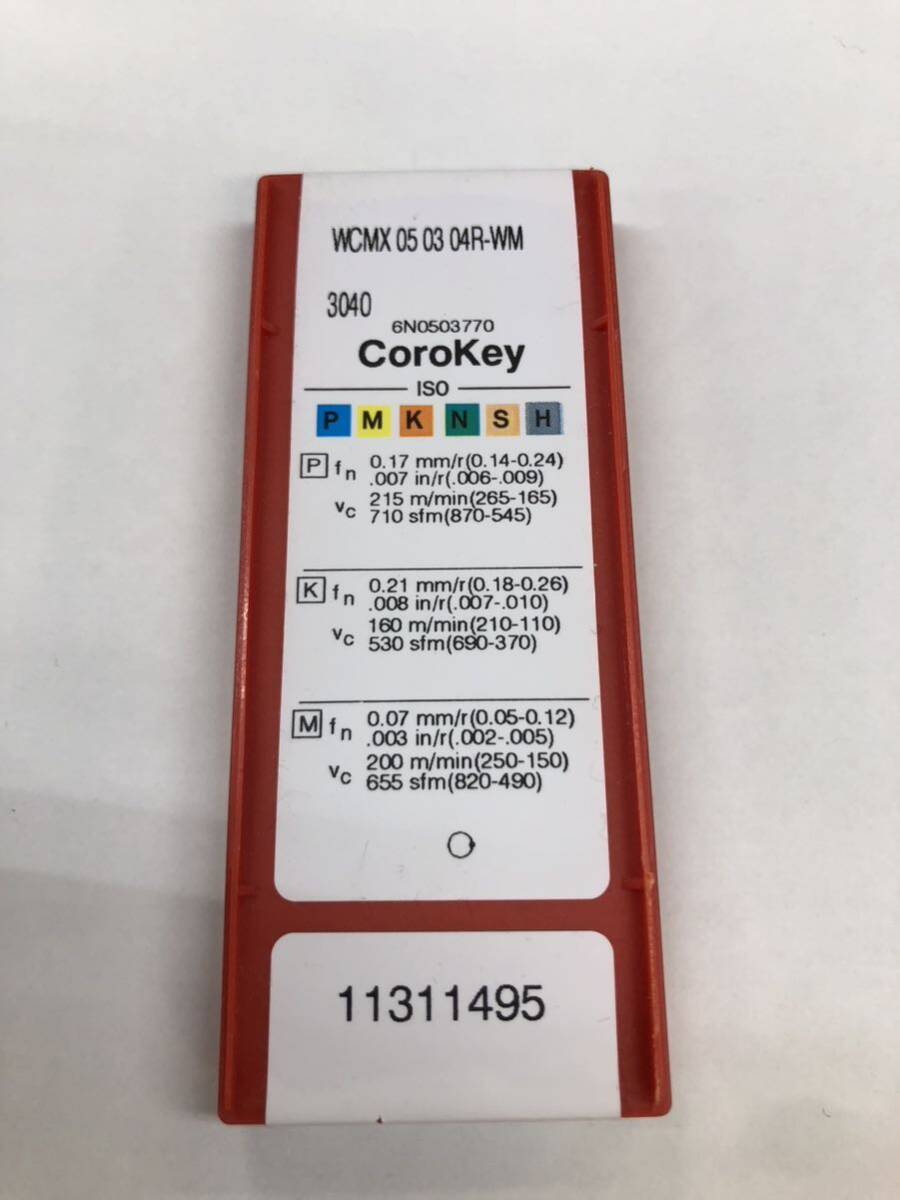 WCMX 05 03 04R-WM
3040
6N0503770
CoroKey
ISO
P M K N S H
P fn 0.17 mm/r(0.14-0.24)
.007 in/r(.006-.009)
vc 215 m/min(265-165)
710 sfm(870-545)
K fn 0.21 mm/r(0.18-0.26)
.008 in/r(.007-.010)
vc 160 m/min(210-110)
530 sfm(690-370)
M fn 0.07 mm/r(0.05-0.12)
.003 in/r(.002-.005)
vc 200 m/min(250-150)
655 sfm(820-490)
11311495